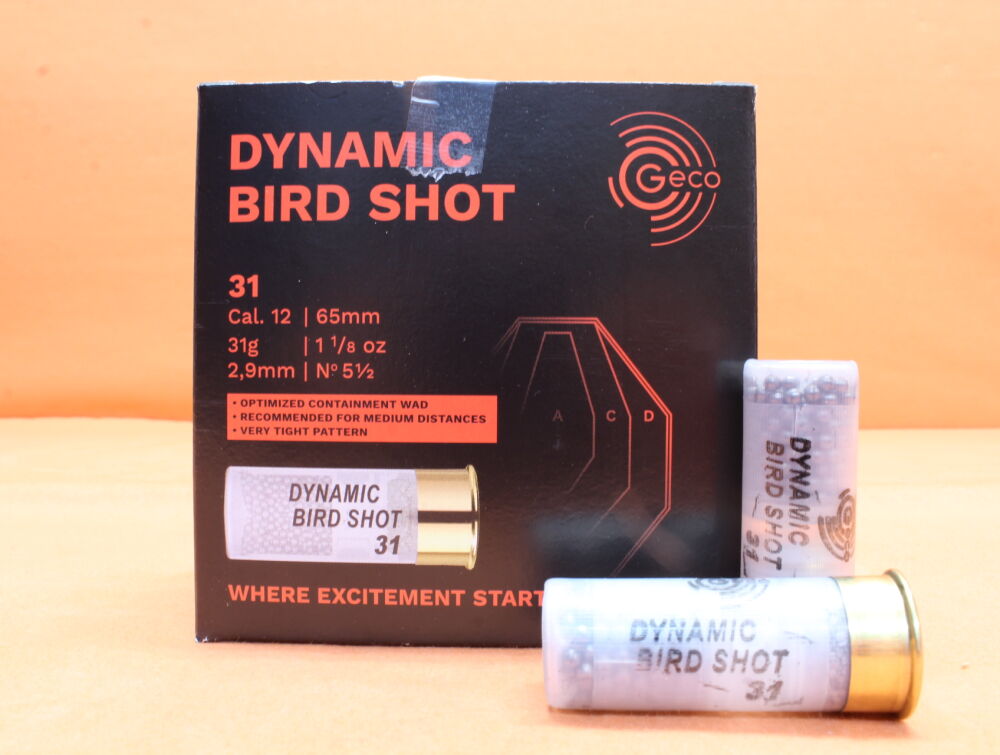 DYNAMIC
BIRD SHOT
Geco
31
Cal. 12 | 65mm
31g | 1 1/8 oz
2,9mm | Nº 5½
• OPTIMIZED CONTAINMENT WAD
• RECOMMENDED FOR MEDIUM DISTANCES
• VERY TIGHT PATTERN
A C D
DYNAMIC
BIRD SHOT
31
WHERE EXCITEMENT START
DYNAMIC
BIRD SHOT
31
Geco
DYNAMIC
BIRD SHOT
31